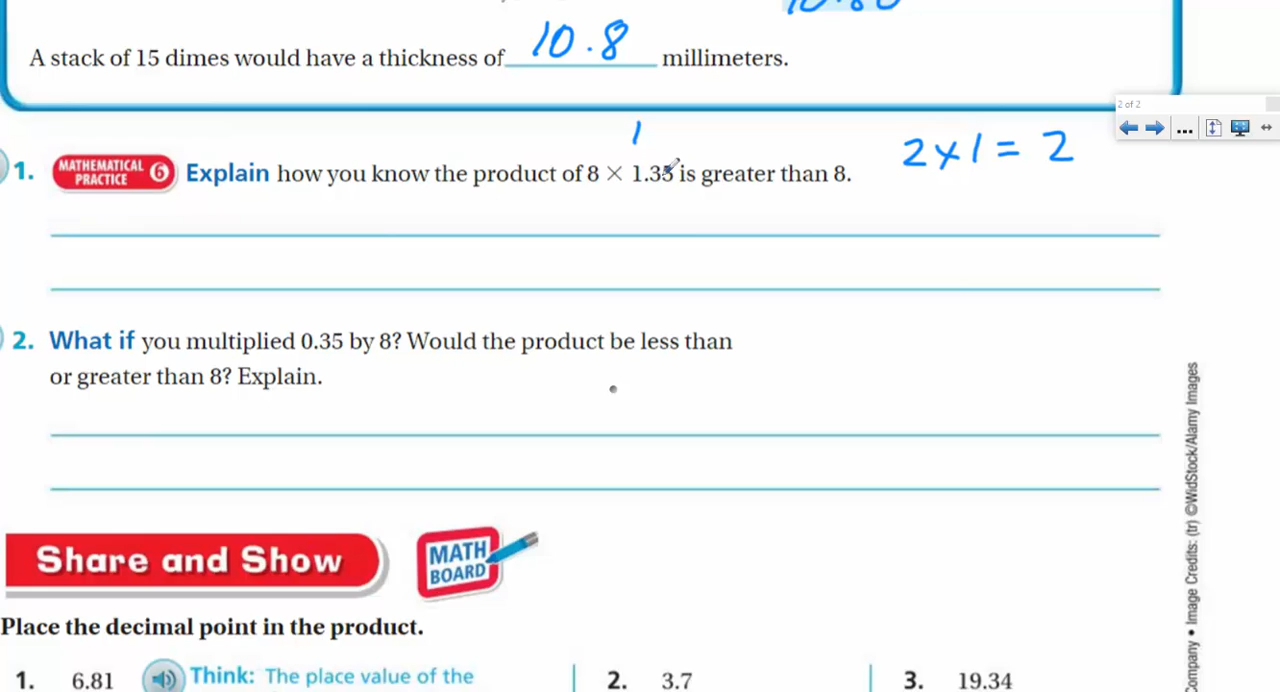 A stack of 15 dimes would have a thickness of 10.8 millimeters.
2 of 2
1
2 x 1 = 2
1. MATHEMATICAL PRACTICE 6 Explain how you know the product of 8 × 1.35 is greater than 8.
2. What if you multiplied 0.35 by 8? Would the product be less than
or greater than 8? Explain.
Share and Show
MATH BOARD
Place the decimal point in the product.
1. 6.81 Think: The place value of the
2. 3.7
3. 19.34
ompany • Image Credits: (tr) ©WidStock/Alamy Images